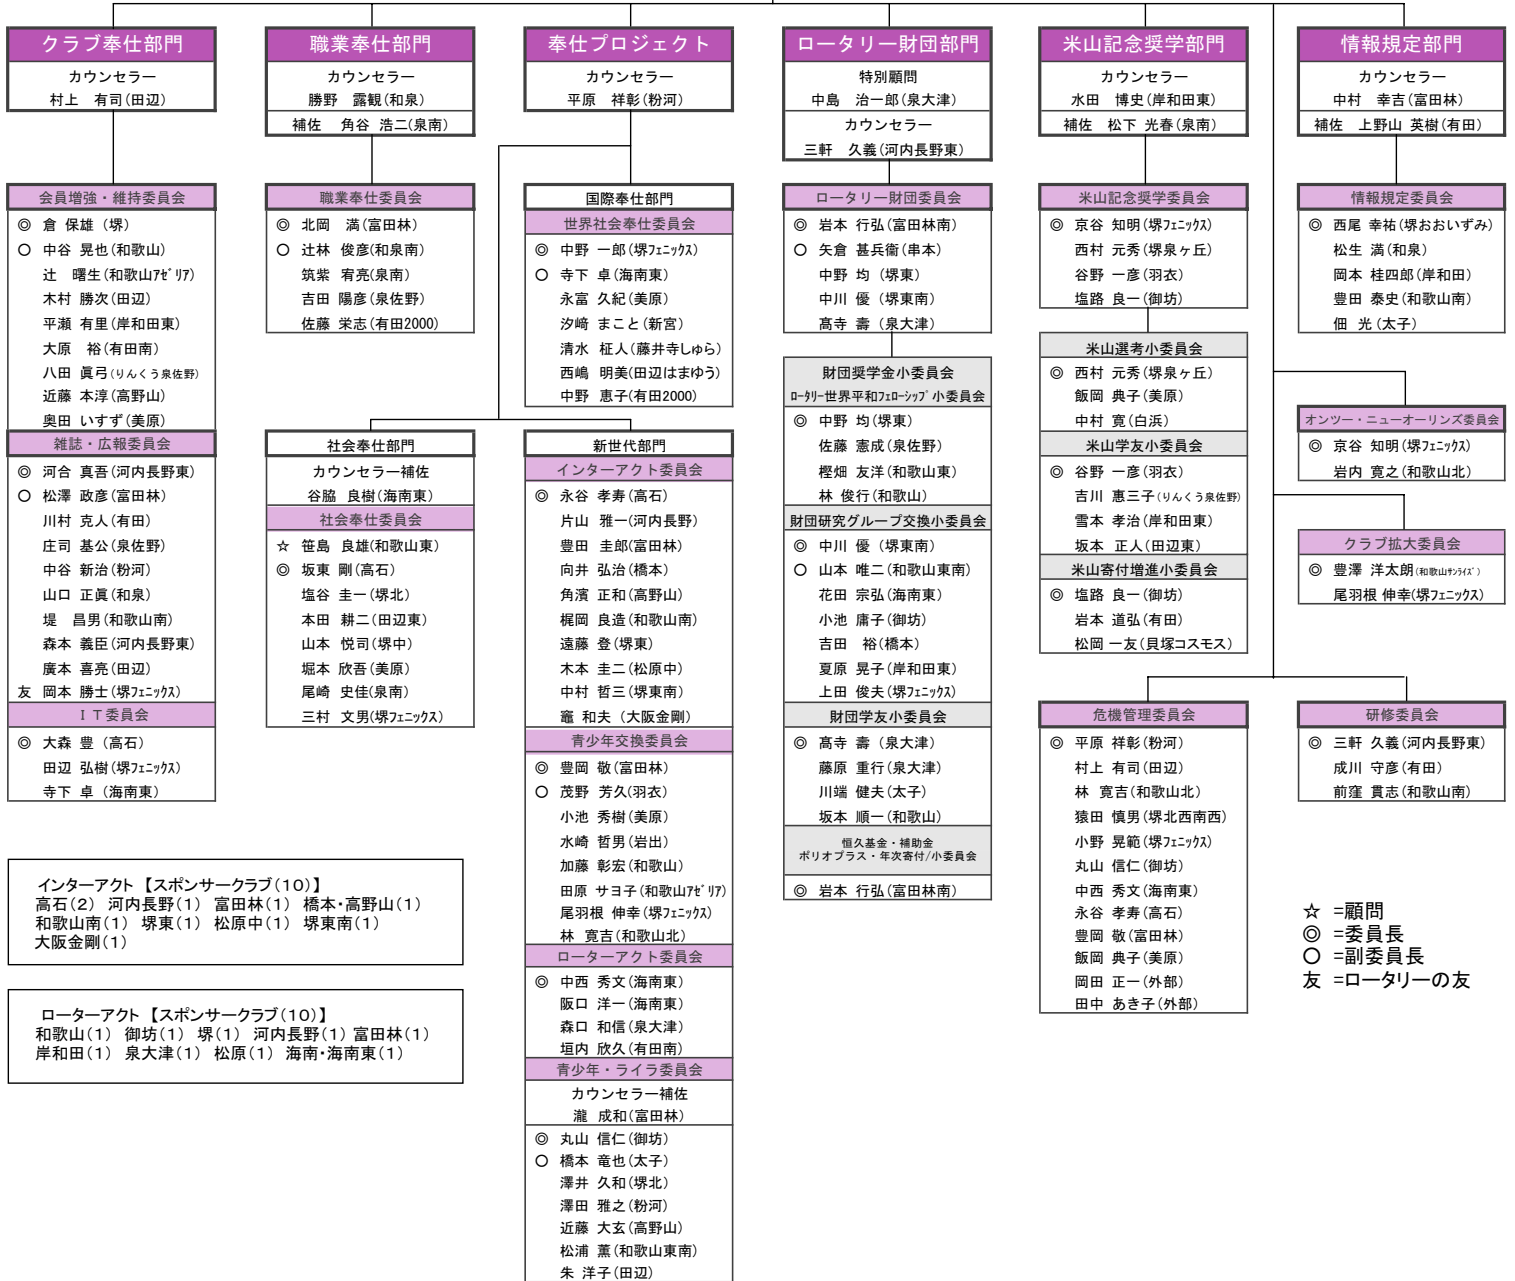 クラブ奉仕部門
カウンセラー
村上 有司(田辺)
会員増強・維持委員会
◎ 倉 保雄 (堺)
○ 中谷 晃也(和歌山)
辻 曙生(和歌山アゼリア)
木村 勝次(田辺)
平瀬 有里(岸和田東)
大原 裕(有田南)
八田 眞弓(りんくう泉佐野)
近藤 本淳(高野山)
奥田 いすず(美原)
雑誌・広報委員会
◎ 河合 真吾(河内長野東)
○ 松澤 政彦(富田林)
川村 克人(有田)
庄司 基公(泉佐野)
中谷 新治(粉河)
山口 正眞(和泉)
堤 昌男(和歌山南)
森本 義臣(河内長野東)
廣本 喜亮(田辺)
友 岡本 勝士(堺フェニックス)
IT委員会
◎ 大森 豊 (高石)
田辺 弘樹(堺フェニックス)
寺下 卓 (海南東)
職業奉仕部門
カウンセラー
勝野 露観(和泉)
補佐 角谷 浩二(泉南)
職業奉仕委員会
◎ 北岡 満(富田林)
○ 辻林 俊彦(和泉南)
筑紫 宥亮(泉南)
吉田 陽彦(泉佐野)
佐藤 栄志(有田2000)
奉仕プロジェクト
カウンセラー
平原 祥彰(粉河)
国際奉仕部門
世界社会奉仕委員会
◎ 中野 一郎(堺フェニックス)
○ 寺下 卓(海南東)
永富 久紀(美原)
汐﨑 まこと(新宮)
清水 柾人(藤井寺しゅら)
西嶋 明美(田辺はまゆう)
中野 恵子(有田2000)
社会奉仕部門
カウンセラー補佐
谷脇 良樹(海南東)
社会奉仕委員会
☆ 笹島 良雄(和歌山東)
◎ 坂東 剛(高石)
塩谷 圭一(堺北)
本田 耕二(田辺東)
山本 悦司(堺中)
堀本 欣吾(美原)
尾崎 史佳(泉南)
三村 文男(堺フェニックス)
新世代部門
インターアクト委員会
◎ 永谷 孝寿(高石)
片山 雅一(河内長野)
豊田 圭郎(富田林)
向井 弘治(橋本)
角濱 正和(高野山)
梶岡 良造(和歌山南)
遠藤 登(堺東)
木本 圭二(松原中)
中村 哲三(堺東南)
竈 和夫 (大阪金剛)
青少年交換委員会
◎ 豊岡 敬(富田林)
○ 茂野 芳久(羽衣)
小池 秀樹(美原)
水崎 哲男(岩出)
加藤 彰宏(和歌山)
田原 サヨ子(和歌山アゼリア)
尾羽根 伸幸(堺フェニックス)
林 寛吉(和歌山北)
ローターアクト委員会
◎ 中西 秀文(海南東)
阪口 洋一(海南東)
森口 和信(泉大津)
垣内 欣久(有田南)
青少年・ライラ委員会
カウンセラー補佐
瀧 成和(富田林)
◎ 丸山 信仁(御坊)
○ 橋本 竜也(太子)
澤井 久和(堺北)
澤田 雅之(粉河)
近藤 大玄(高野山)
松浦 薫(和歌山東南)
朱 洋子(田辺)
ロータリー財団部門
特別顧問
中島 治一郎(泉大津)
カウンセラー
三軒 久義(河内長野東)
ロータリー財団委員会
◎ 岩本 行弘(富田林南)
○ 矢倉 甚兵衞(串本)
中野 均 (堺東)
中川 優 (堺東南)
髙寺 壽 (泉大津)
財団奨学金小委員会
ロータリー世界平和フェローシップ小委員会
◎ 中野 均(堺東)
佐藤 憲成(泉佐野)
樫畑 友洋(和歌山東)
林 俊行(和歌山)
財団研究グループ交換小委員会
◎ 中川 優 (堺東南)
○ 山本 唯二(和歌山東南)
花田 宗弘(海南東)
小池 庸子(御坊)
吉田 裕(橋本)
夏原 晃子(岸和田東)
上田 俊夫(堺フェニックス)
財団学友小委員会
◎ 髙寺 壽 (泉大津)
藤原 重行(泉大津)
川端 健夫(太子)
坂本 順一(和歌山)
恒久基金・補助金
ポリオプラス・年次寄付/小委員会
◎ 岩本 行弘(富田林南)
米山記念奨学部門
カウンセラー
水田 博史(岸和田東)
補佐 松下 光春(泉南)
米山記念奨学委員会
◎ 京谷 知明(堺フェニックス)
西村 元秀(堺泉ヶ丘)
谷野 一彦(羽衣)
塩路 良一(御坊)
米山選考小委員会
◎ 西村 元秀(堺泉ヶ丘)
飯岡 典子(美原)
中村 寛(白浜)
米山学友小委員会
◎ 谷野 一彦(羽衣)
吉川 惠三子(りんくう泉佐野)
雪本 孝治(岸和田東)
坂本 正人(田辺東)
米山寄付増進小委員会
◎ 塩路 良一(御坊)
岩本 道弘(有田)
松岡 一友(貝塚コスモス)
情報規定部門
カウンセラー
中村 幸吉(富田林)
補佐 上野山 英樹(有田)
情報規定委員会
◎ 西尾 幸祐(堺おおいずみ)
松生 満(和泉)
岡本 桂四郎(岸和田)
豊田 泰史(和歌山南)
佃 光(太子)
オンツー・ニューオーリンズ委員会
◎ 京谷 知明(堺フェニックス)
岩内 寛之(和歌山北)
クラブ拡大委員会
◎ 豊澤 洋太朗(和歌山サンライズ)
尾羽根 伸幸(堺フェニックス)
危機管理委員会
◎ 平原 祥彰(粉河)
村上 有司(田辺)
林 寛吉(和歌山北)
猿田 慎男(堺北西南西)
小野 晃範(堺フェニックス)
丸山 信仁(御坊)
中西 秀文(海南東)
永谷 孝寿(高石)
豊岡 敬(富田林)
飯岡 典子(美原)
岡田 正一(外部)
田中 あき子(外部)
研修委員会
◎ 三軒 久義(河内長野東)
成川 守彦(有田)
前窪 貫志(和歌山南)
インターアクト 【スポンサークラブ(10)】
高石(2) 河内長野(1) 富田林(1) 橋本・高野山(1)
和歌山南(1) 堺東(1) 松原中(1) 堺東南(1)
大阪金剛(1)
ローターアクト 【スポンサークラブ(10)】
和歌山(1) 御坊(1) 堺(1) 河内長野(1) 富田林(1)
岸和田(1) 泉大津(1) 松原(1) 海南・海南東(1)
☆ =顧問
◎ =委員長
○ =副委員長
友 =ロータリーの友